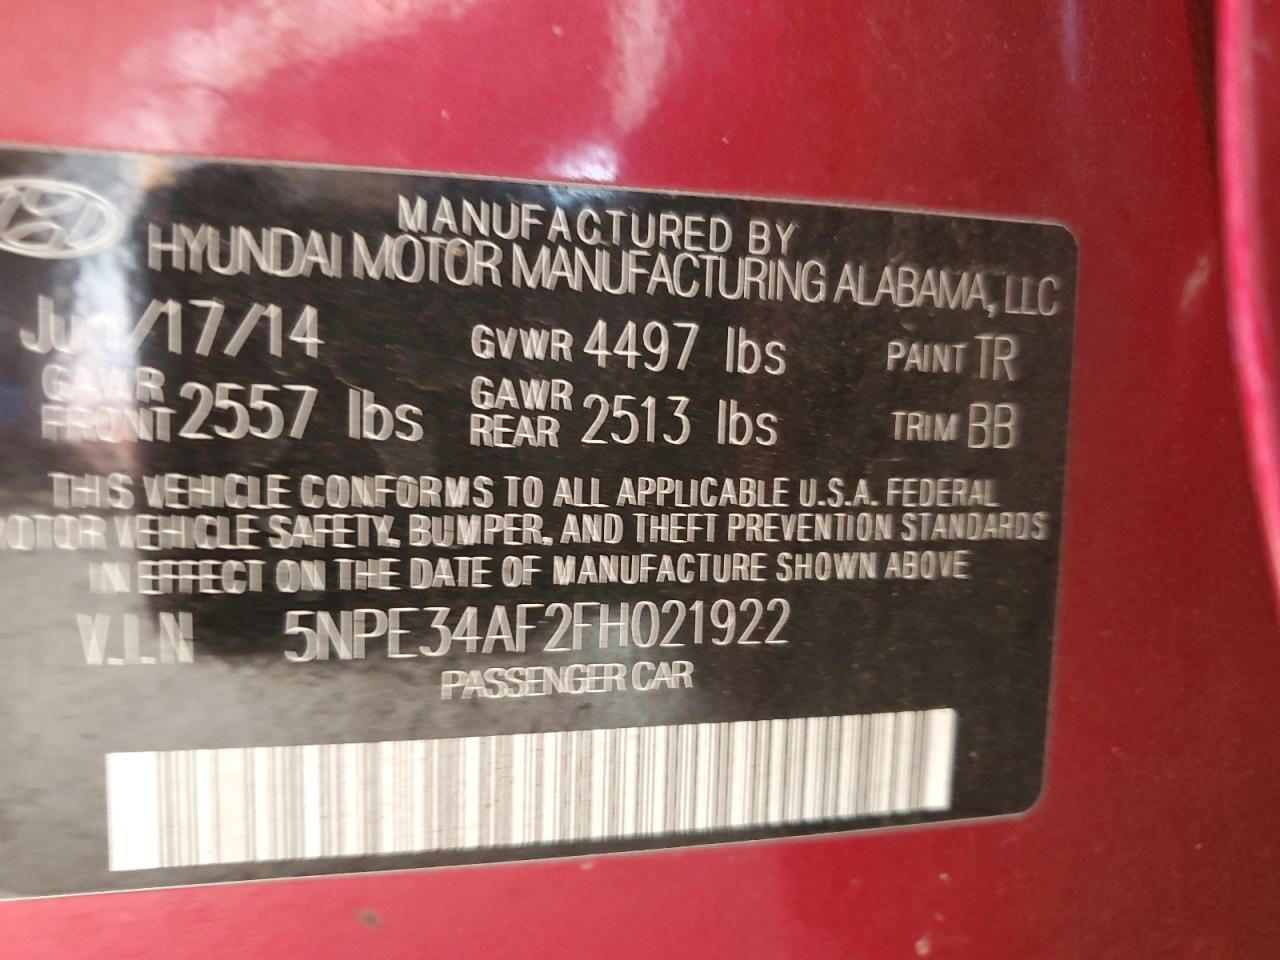 MANUFACTURED BY
HYUNDAI MOTOR MANUFACTURING ALABAMA, LLC
Jun/17/14 GVWR 4497 lbs PAINT TR
GAWR FRONT 2557 lbs GAWR REAR 2513 lbs TRIM BB
THIS VEHICLE CONFORMS TO ALL APPLICABLE U.S.A. FEDERAL
MOTOR VEHICLE SAFETY, BUMPER, AND THEFT PREVENTION STANDARDS
IN EFFECT ON THE DATE OF MANUFACTURE SHOWN ABOVE
V.I.N 5NPE34AF2FH021922
PASSENGER CAR